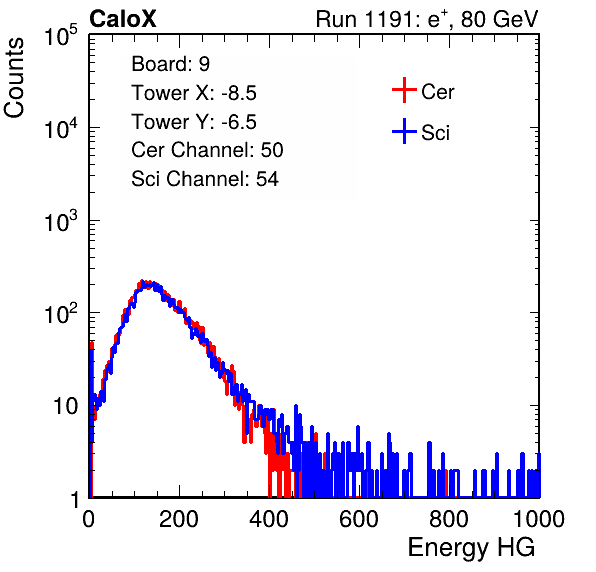 CaloX Run 1191: e⁺, 80 GeV
Counts
10⁵
10⁴
10³
10²
10
1
Board: 9
Tower X: -8.5
Tower Y: -6.5
Cer Channel: 50
Sci Channel: 54
Cer
Sci
0 200 400 600 800 1000
Energy HG